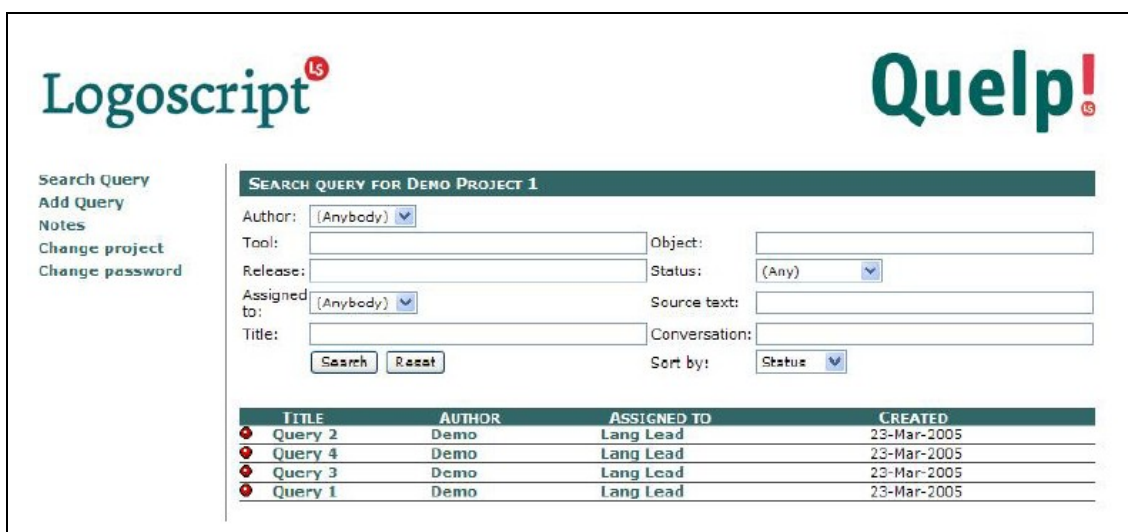 Logoscript LS
Quelp! LS
Search Query
Add Query
Notes
Change project
Change password
SEARCH QUERY FOR DEMO PROJECT 1
Author: (Anybody)
Tool: Object:
Release: Status: (Any)
Assigned to: (Anybody) Source text:
Title: Conversation:
Search Reset Sort by: Status
TITLE AUTHOR ASSIGNED TO CREATED
Query 2 Demo Lang Lead 23-Mar-2005
Query 4 Demo Lang Lead 23-Mar-2005
Query 3 Demo Lang Lead 23-Mar-2005
Query 1 Demo Lang Lead 23-Mar-2005